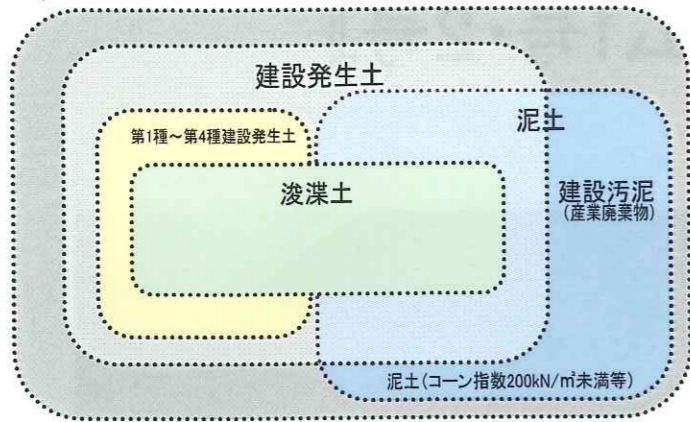 建設発生土
泥土
第1種～第4種建設発生土
浚渫土
建設汚泥
(産業廃棄物)
泥土(コーン指数200kN/㎡未満等)